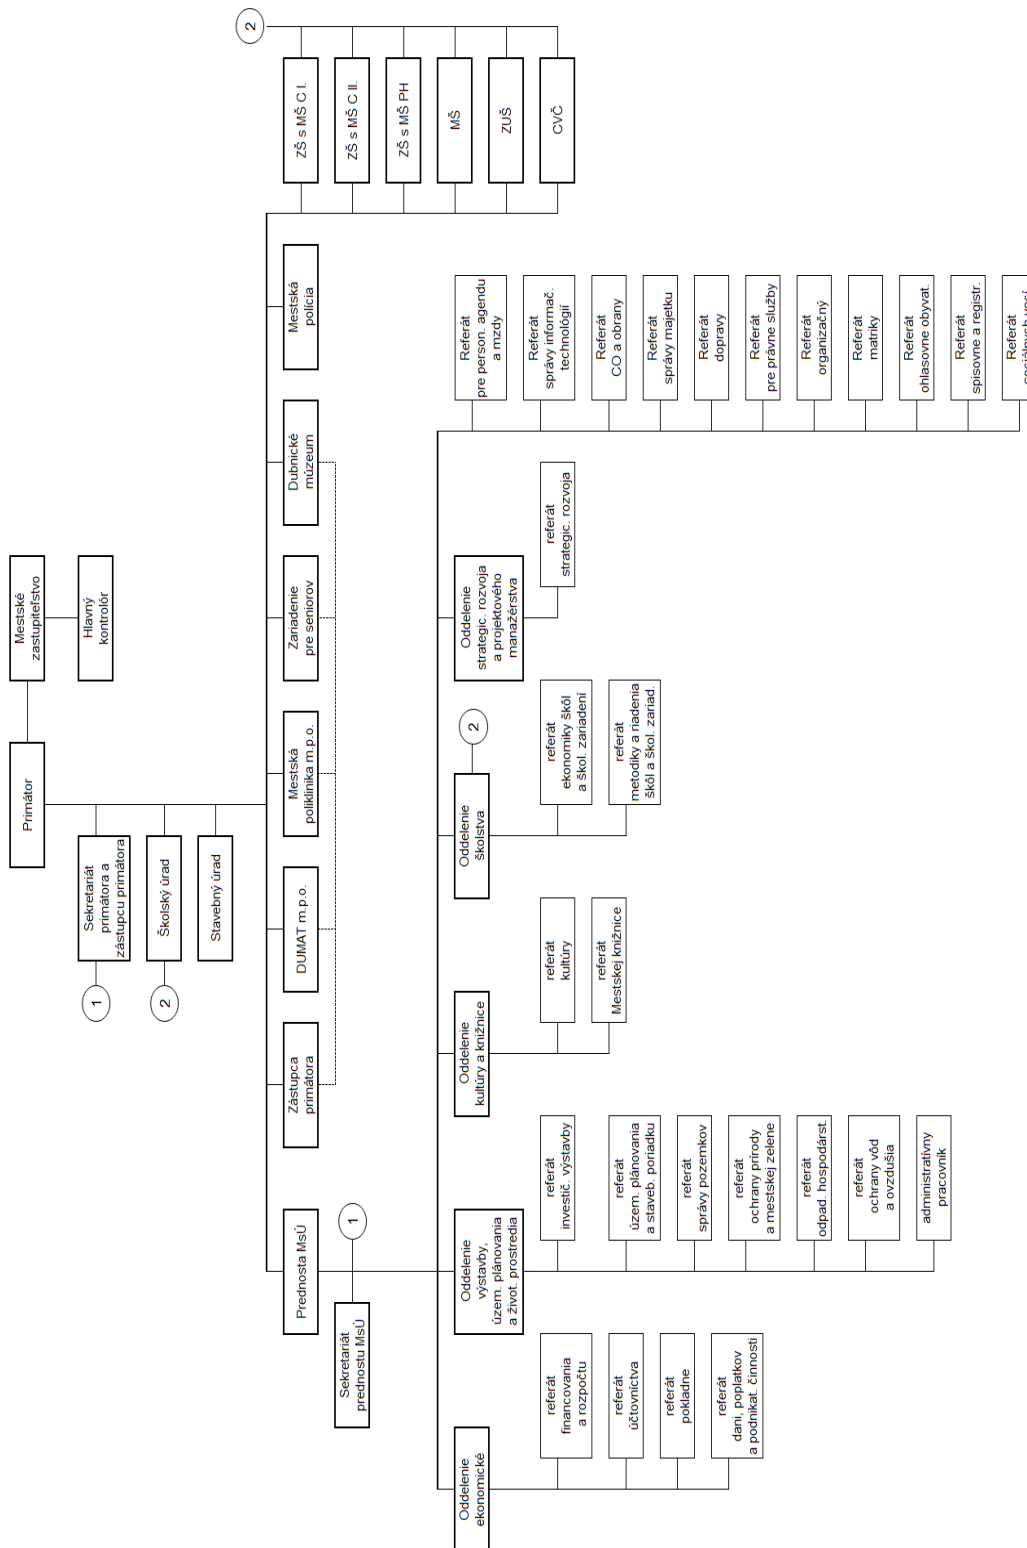 Primátor
Mestské
zastupiteľstvo
Hlavný
kontrolór
Sekretariát
primátora a
zástupcu primátora
1
Školský úrad
2
Stavebný úrad
Prednosta MsÚ
Zástupca
primátora
DUMAT m.p.o.
Mestská
poliklinika m.p.o.
Zariadenie
pre seniorov
Dubnické
múzeum
Mestská
polícia
2
ZŠ s MŠ C I.
ZŠ s MŠ C II.
ZŠ s MŠ PH
MŠ
ZUŠ
CVČ
Sekretariát
prednostu MsÚ
1
Oddelenie
ekonomické
referát
financovania
a rozpočtu
referát
účtovníctva
referát
pokladne
referát
dani, poplatkov
a podnikat. činnosti
Oddelenie
výstavby,
územ. plánovania
a život. prostredia
referát
investič. výstavby
referát
územ. plánovania
a staveb. poriadku
referát
správy pozemkov
referát
ochrany prírody
a mestskej zelene
referát
odpad. hospodárst.
referát
ochrany vôd
a ovzdušia
administratívny
pracovník
Oddelenie
kultúry a knižnice
referát
kultúry
referát
Mestskej knižnice
Oddelenie
školstva
2
referát
ekonomiky škôl
a škol. zariadení
referát
metodiky a riadenia
škôl a škol. zariad.
Oddelenie
strategic. rozvoja
a projektového
manažérstva
referát
strategic. rozvoja
Referát
pre person. agendu
a mzdy
Referát
správy informač.
technológií
Referát
CO a obrany
Referát
správy majetku
Referát
dopravy
Referát
pre právne služby
Referát
organizačný
Referát
matriky
Referát
ohlasovne obyvat.
Referát
spisovne a registr.
Referát
sociálnych vecí